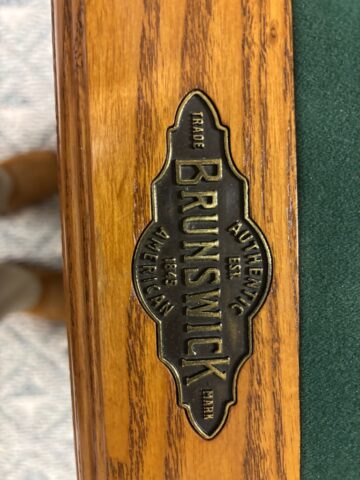 AUTHENTIC
EST.
TRADE BRUNSWICK MARK
1845
AMERICAN